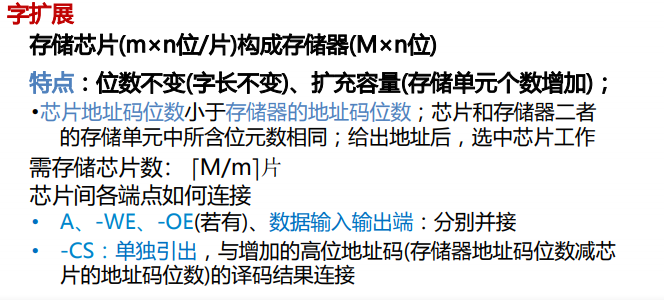 字扩展
存储芯片(m×n位/片)构成存储器(M×n位)
特点：位数不变(字长不变)、扩充容量(存储单元个数增加)；
•芯片地址码位数小于存储器的地址码位数；芯片和存储器二者
的存储单元中所含位元数相同；给出地址后，选中芯片工作
需存储芯片数： ⌈M/m⌉片
芯片间各端点如何连接
• A、-WE、-OE(若有)、数据输入输出端：分别并接
• -CS：单独引出，与增加的高位地址码(存储器地址码位数减芯
片的地址码位数)的译码结果连接